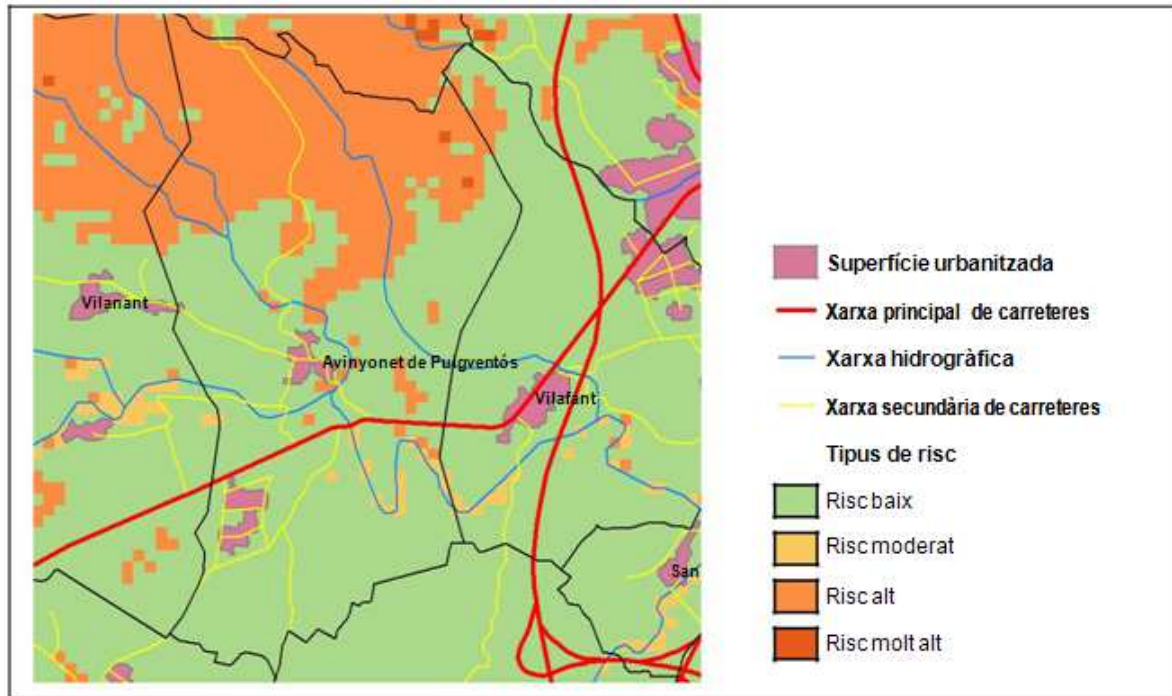 Vilanant
Avinyonet de Puigventós
Vilafant
San
Superfície urbanitzada
Xarxa principal de carreteres
Xarxa hidrogràfica
Xarxa secundària de carreteres
Tipus de risc
Risc baix
Risc moderat
Risc alt
Risc molt alt